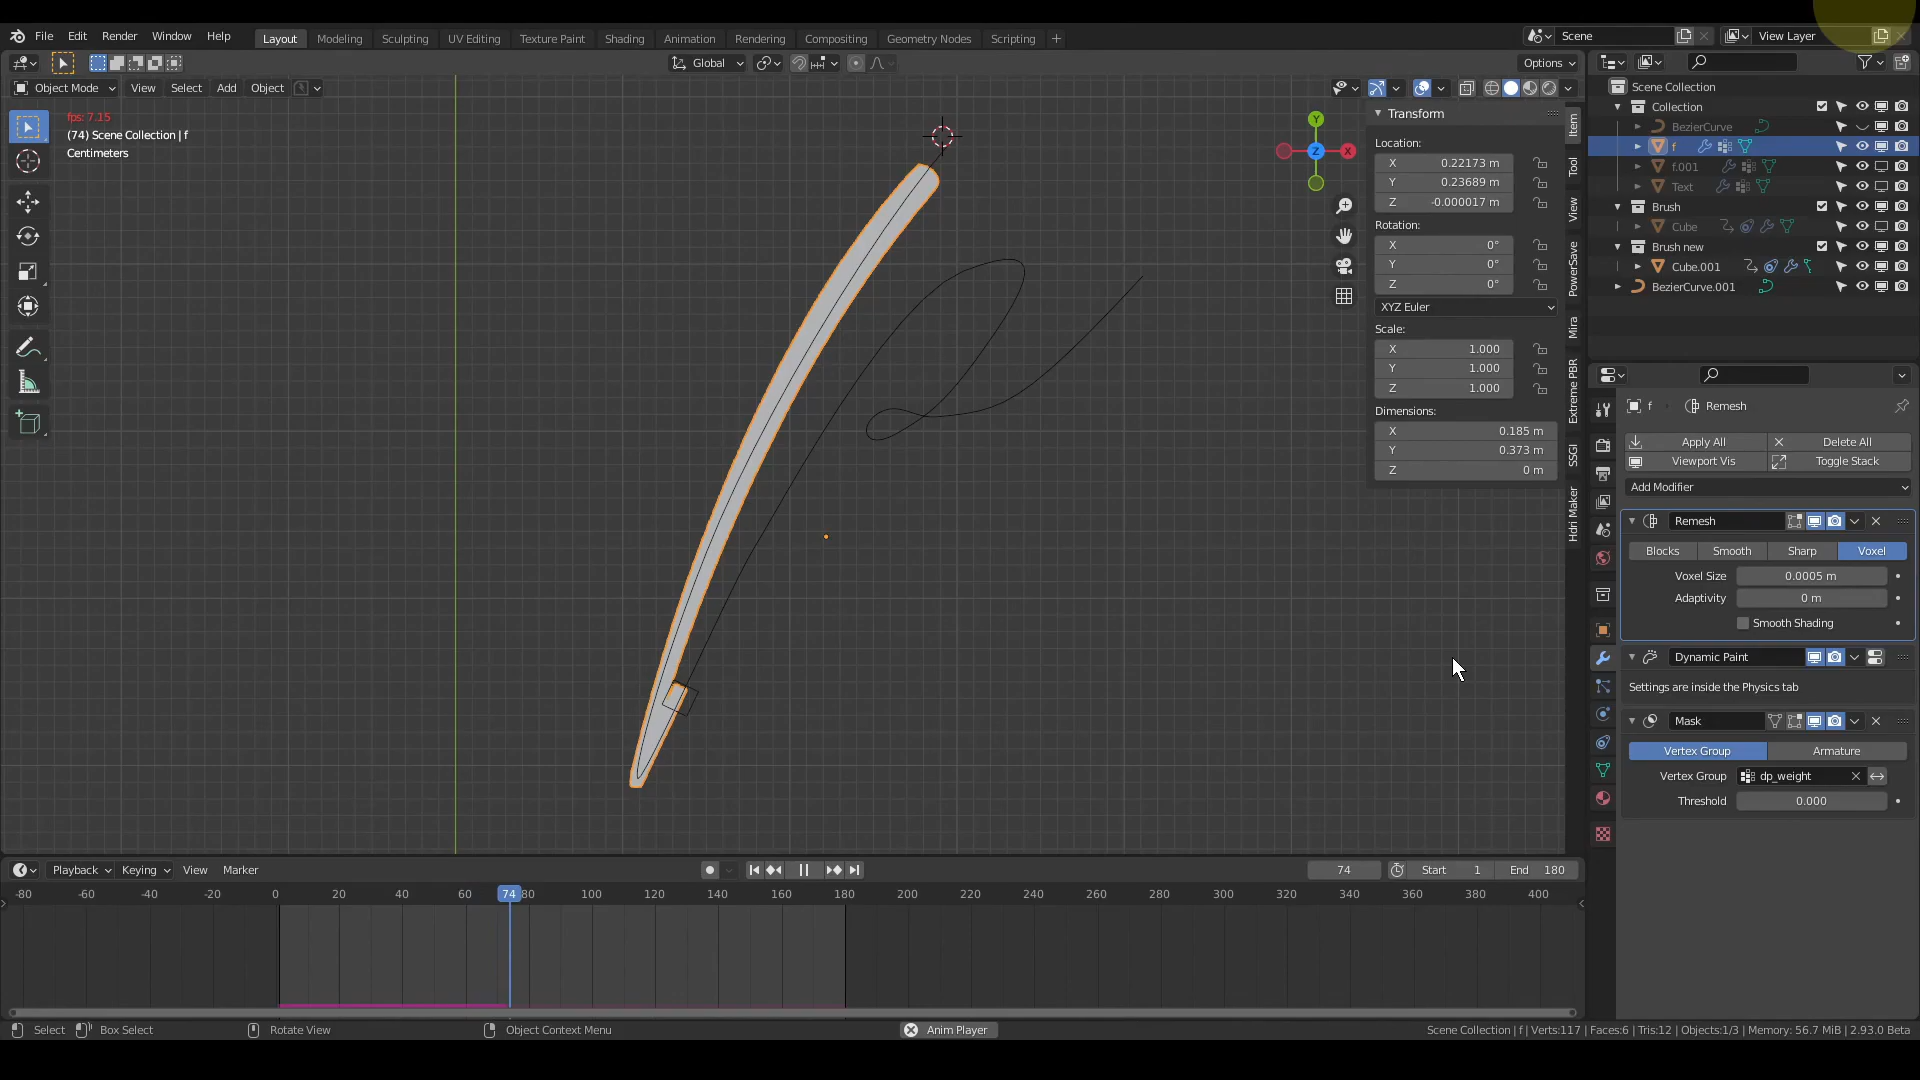 File Edit Render Window Help Layout Modeling Sculpting UV Editing Texture Paint Shading Animation Rendering Compositing Geometry Nodes Scripting + Scene View Layer
Global Options
Object Mode View Select Add Object
fps: 7.15
(74) Scene Collection | f
Centimeters
Y
Z X
Transform
Location:
X 0.22173 m
Y 0.23689 m
Z -0.000017 m
Rotation:
X 0°
Y 0°
Z 0°
XYZ Euler
Scale:
X 1.000
Y 1.000
Z 1.000
Dimensions:
X 0.185 m
Y 0.373 m
Z 0 m
Item
Tool
View
PowerSave
Mira
Extreme PBR
SSGI
Hdri Maker
Scene Collection
Collection
BezierCurve
f
f.001
Text
Brush
Cube
Brush new
Cube.001
BezierCurve.001
f Remesh
Apply All Delete All
Viewport Vis Toggle Stack
Add Modifier
Remesh
Blocks Smooth Sharp Voxel
Voxel Size 0.0005 m
Adaptivity 0 m
Smooth Shading
Dynamic Paint
Settings are inside the Physics tab
Mask
Vertex Group Armature
Vertex Group dp_weight
Threshold 0.000
Playback Keying View Marker 74 Start 1 End 180
-80 -60 -40 -20 0 20 40 60 74 80 100 120 140 160 180 200 220 240 260 280 300 320 340 360 380 400
Select Box Select Rotate View Object Context Menu Anim Player Scene Collection | f | Verts:117 | Faces:6 | Tris:12 | Objects:1/3 | Memory: 56.7 MiB | 2.93.0 Beta